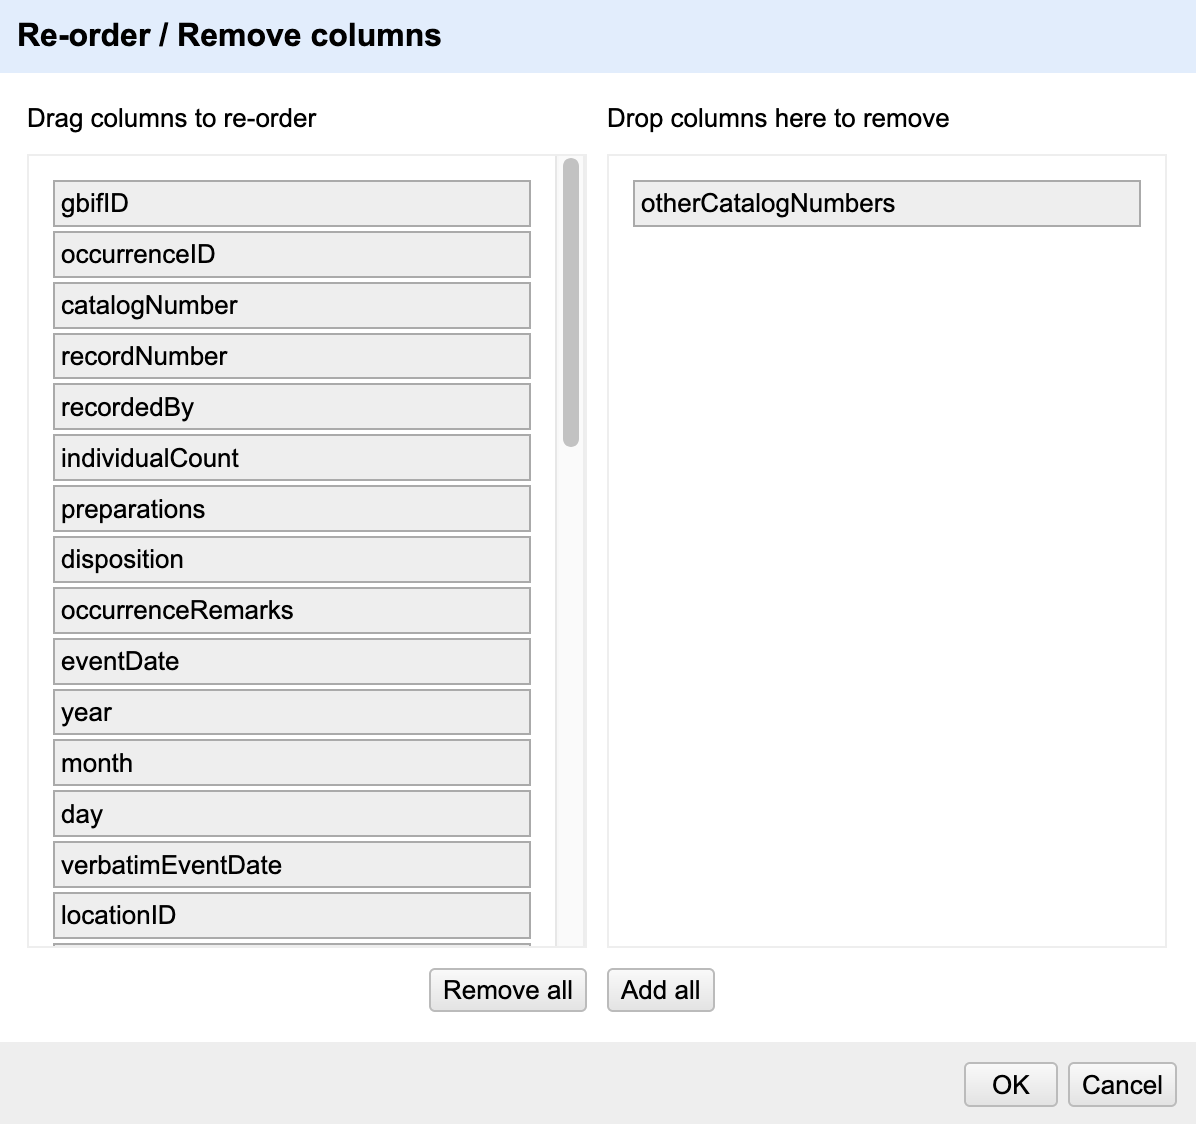 Re-order / Remove columns
Drag columns to re-order
Drop columns here to remove
gbifID
occurrenceID
catalogNumber
recordNumber
recordedBy
individualCount
preparations
disposition
occurrenceRemarks
eventDate
year
month
day
verbatimEventDate
locationID
otherCatalogNumbers
Remove all
Add all
OK
Cancel